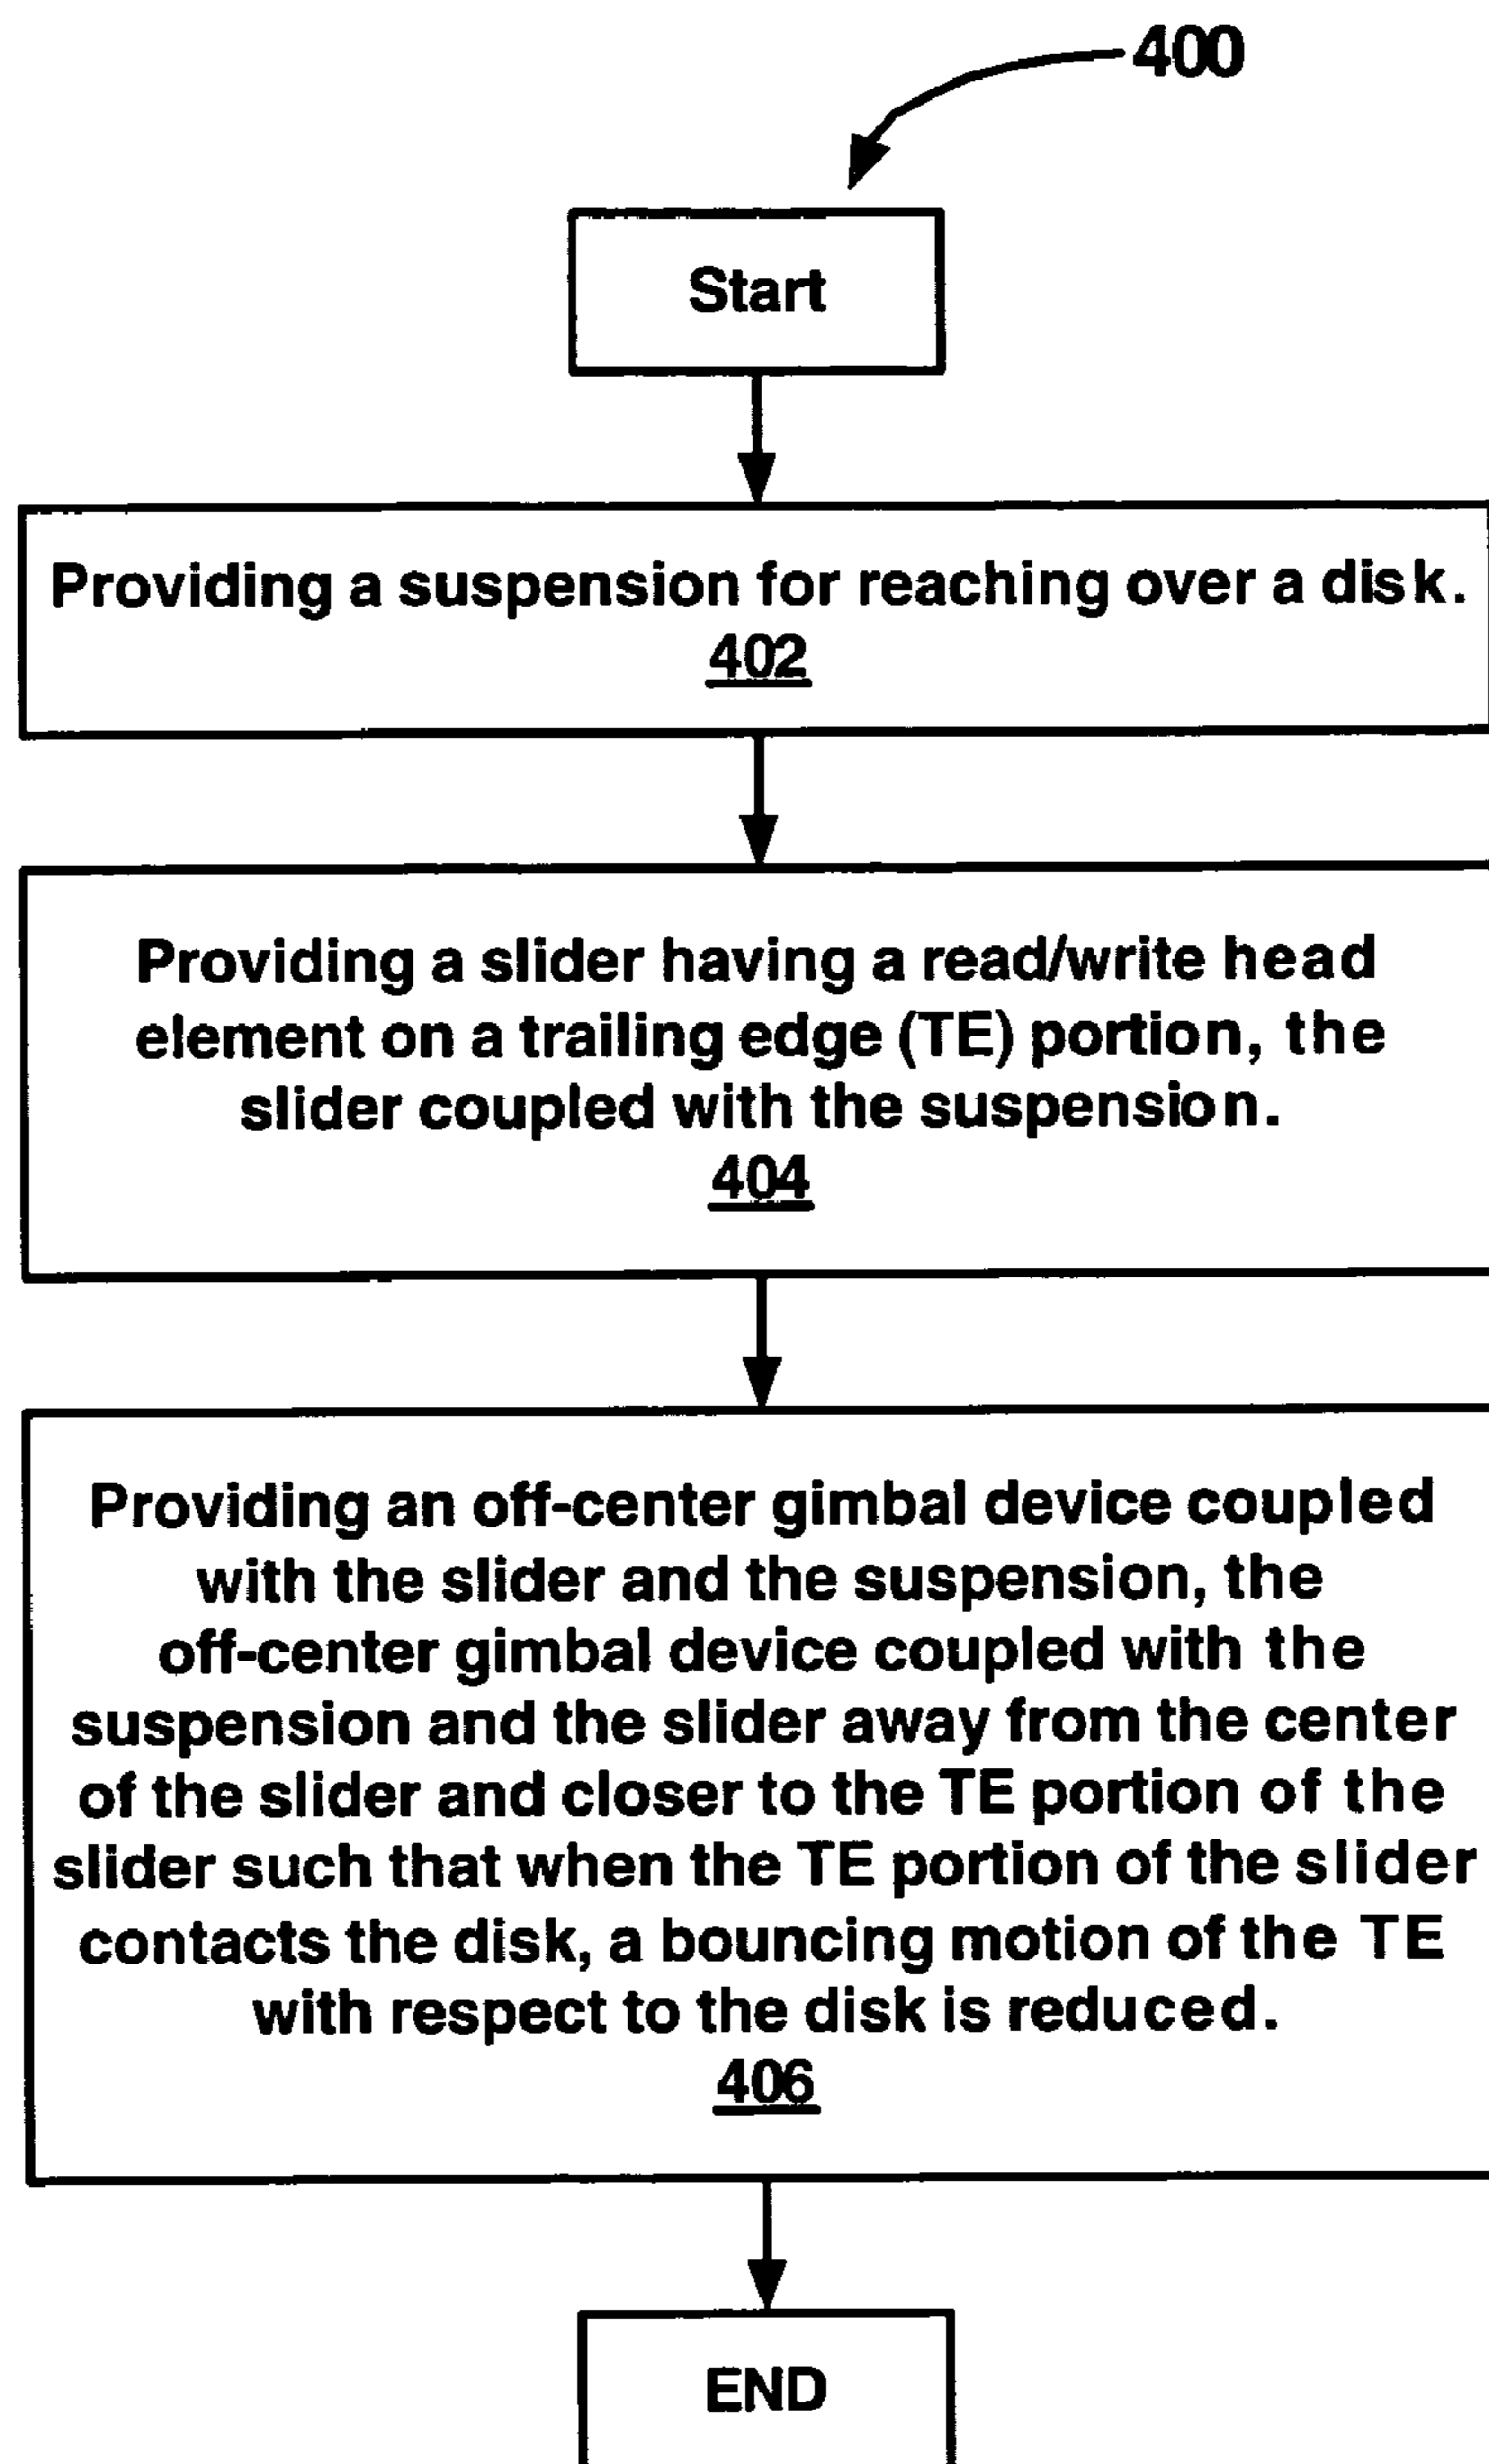 400
Start
Providing a suspension for reaching over a disk.
402
Providing a slider having a read/write head
element on a trailing edge (TE) portion, the
slider coupled with the suspension.
404
Providing an off-center gimbal device coupled
with the slider and the suspension, the
off-center gimbal device coupled with the
suspension and the slider away from the center
of the slider and closer to the TE portion of the
slider such that when the TE portion of the slider
contacts the disk, a bouncing motion of the TE
with respect to the disk is reduced.
406
END